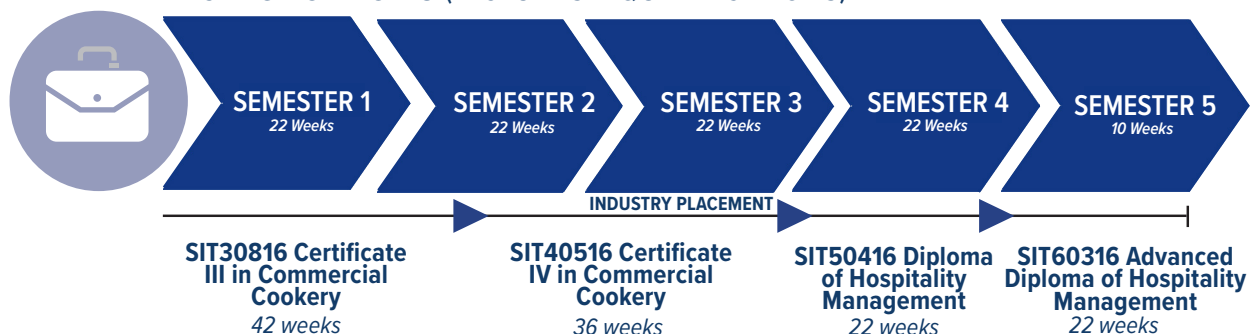 SEMESTER 1
22 Weeks
SEMESTER 2
22 Weeks
SEMESTER 3
22 Weeks
SEMESTER 4
22 Weeks
SEMESTER 5
10 Weeks
INDUSTRY PLACEMENT
SIT30816 Certificate
III in Commercial
Cookery
42 weeks
SIT40516 Certificate
IV in Commercial
Cookery
36 weeks
SIT50416 Diploma
of Hospitality
Management
22 weeks
SIT60316 Advanced
Diploma of Hospitality
Management
22 weeks